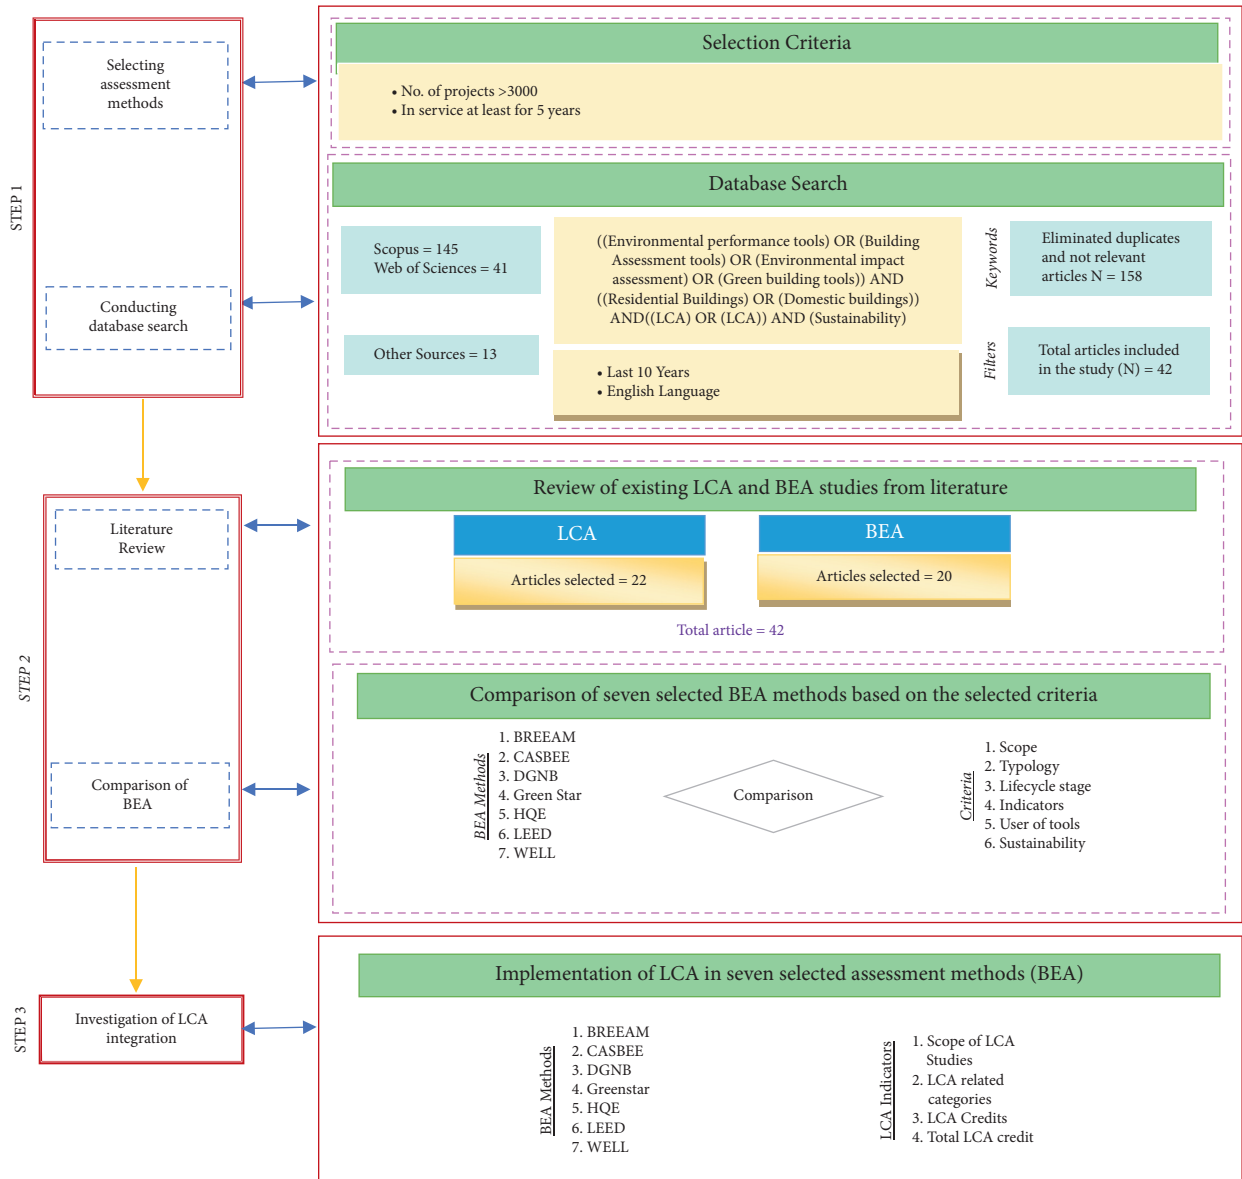 STEP 1
Selecting
assessment
methods
Conducting
database search
Selection Criteria
• No. of projects >3000
• In service at least for 5 years
Database Search
Scopus = 145
Web of Sciences = 41
Other Sources = 13
((Environmental performance tools) OR (Building
Assessment tools) OR (Environmental impact
assessment) OR (Green building tools)) AND
((Residential Buildings) OR (Domestic buildings))
AND((LCA) OR (LCA)) AND (Sustainability)
• Last 10 Years
• English Language
Keywords
Filters
Eliminated duplicates
and not relevant
articles N = 158
Total articles included
in the study (N) = 42
STEP 2
Literature
Review
Comparison of
BEA
Review of existing LCA and BEA studies from literature
LCA
Articles selected = 22
BEA
Articles selected = 20
Total article = 42
Comparison of seven selected BEA methods based on the selected criteria
BEA Methods
1. BREEAM
2. CASBEE
3. DGNB
4. Green Star
5. HQE
6. LEED
7. WELL
Comparison
Criteria
1. Scope
2. Typology
3. Lifecycle stage
4. Indicators
5. User of tools
6. Sustainability
STEP 3
Investigation of LCA
integration
Implementation of LCA in seven selected assessment methods (BEA)
BEA Methods
1. BREEAM
2. CASBEE
3. DGNB
4. Greenstar
5. HQE
6. LEED
7. WELL
LCA Indicators
1. Scope of LCA
Studies
2. LCA related
categories
3. LCA Credits
4. Total LCA credit